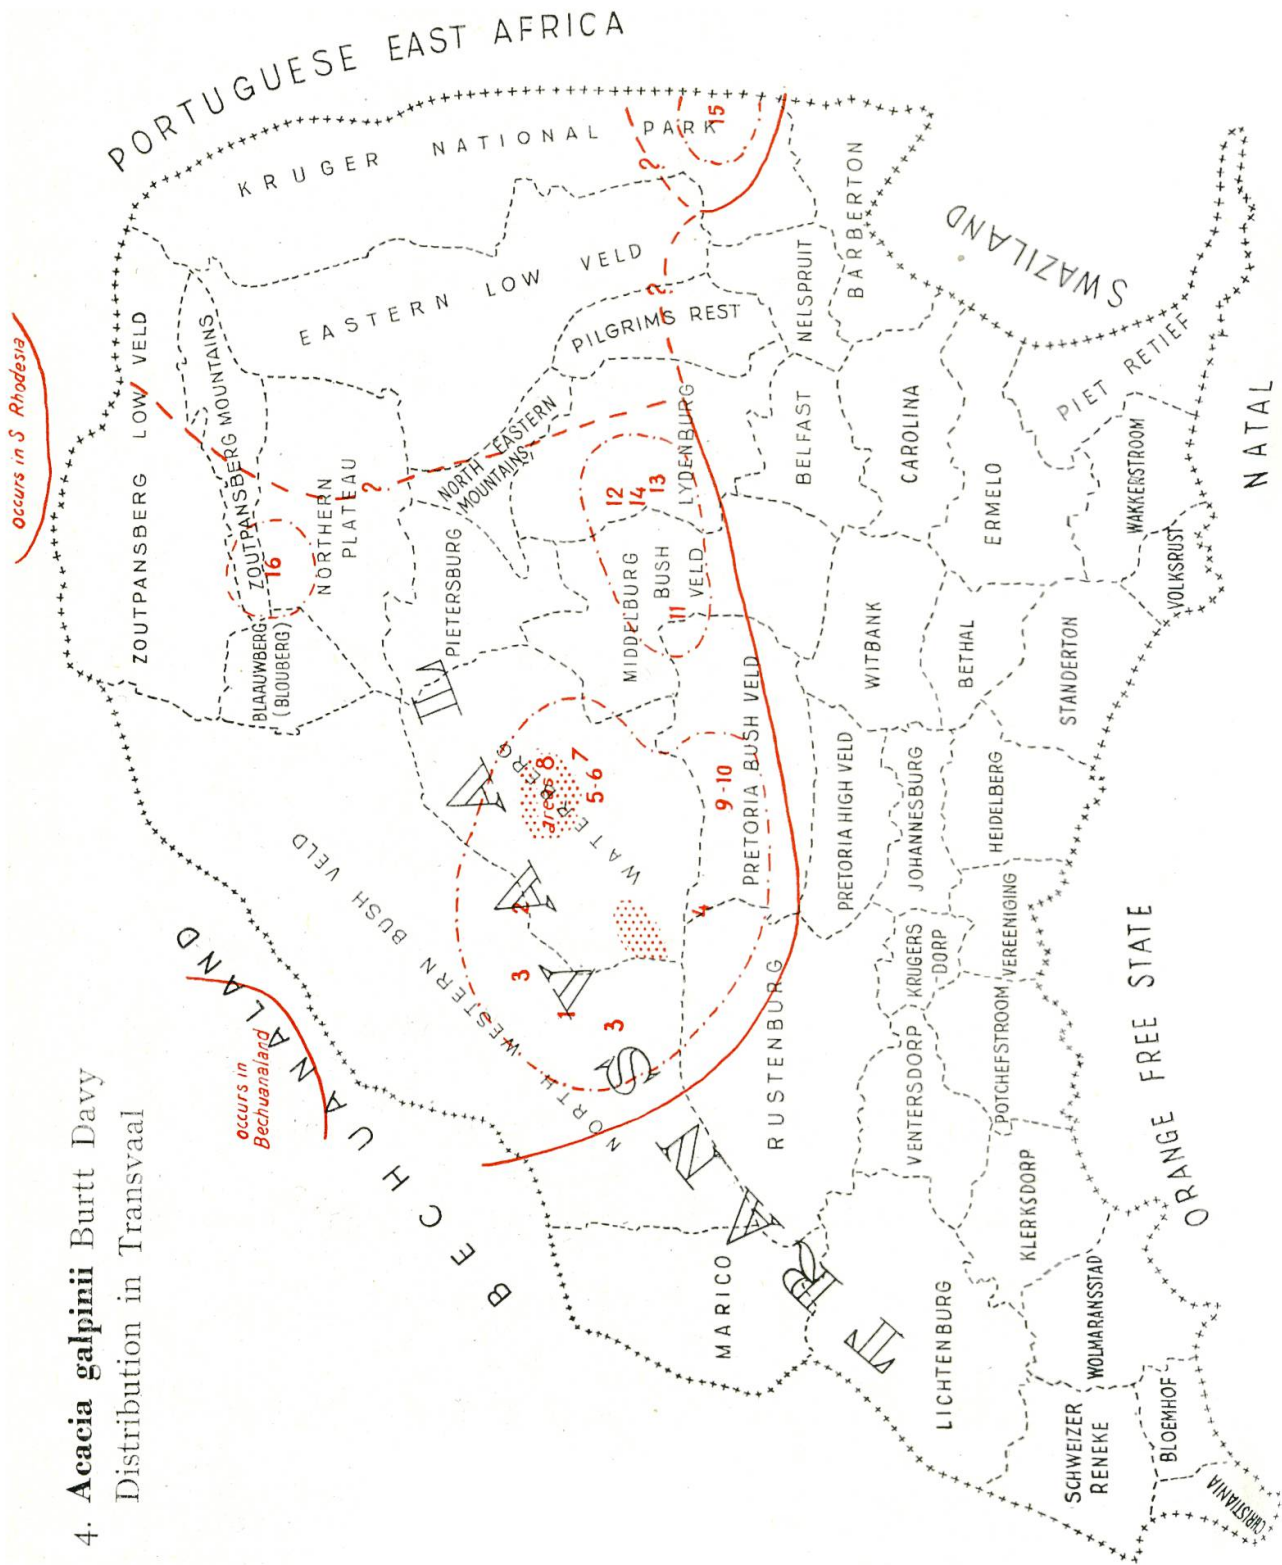 4. Acacia galpinii Burtt Davy
Distribution in Transvaal
occurs in S Rhodesia
occurs in
Bechuanaland
PORTUGUESE EAST AFRICA
BECHUANALAND
TRANSVAAL
SWAZILAND
NATAL
ORANGE FREE STATE
KRUGER NATIONAL PARK
ZOUTPANSBERG LOW VELD
ZOUTPANSBERG MOUNTAINS
BLAAUWBERG
(BLOUBERG)
NORTHERN
PLATEAU
EASTERN LOW VELD
NORTH EASTERN
MOUNTAINS
PIETERSBURG
PILGRIMS REST
NORTH WESTERN BUSH VELD
WATERBERG
MIDDELBURG
BUSH
VELD
LYDENBURG
PRETORIA BUSH VELD
RUSTENBURG
MARICO
NELSPRUIT
BARBERTON
BELFAST
CAROLINA
WITBANK
PRETORIA HIGH VELD
JOHANNESBURG
KRUGERS
DORP
VENTERSDORP
LICHTENBURG
BETHAL
ERMELO
PIET RETIEF
HEIDELBERG
VEREENIGING
POTCHEFSTROOM
KLERKSDORP
STANDERTON
WAKKERSTROOM
VOLKSRUST
WOLMARANSSTAD
SCHWEIZER
RENEKE
BLOEMHOF
CHRISTIANIA
areas 8
7
5-6
9-10
2
3
1
3
4
11
12
14
13
15
16
?
?
?